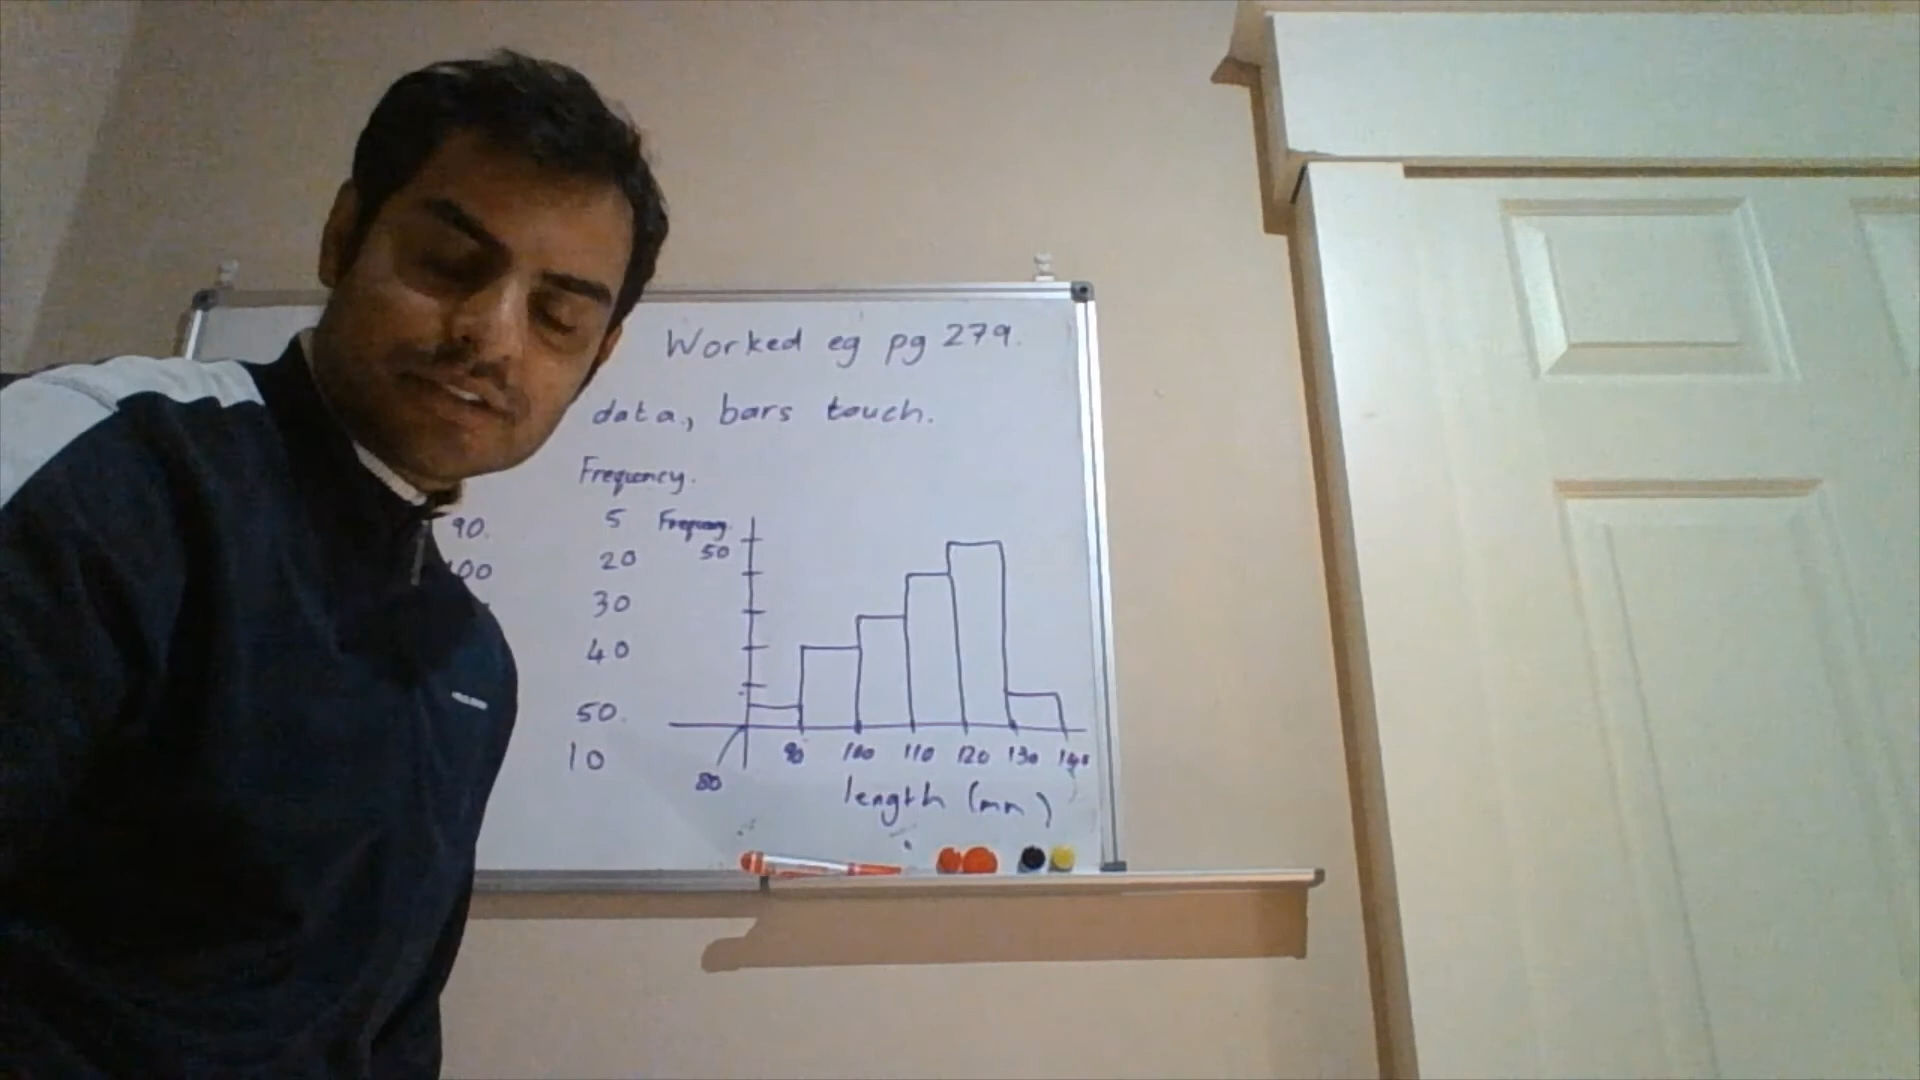 Worked eg pg 279.
data, bars touch.
Frequency.
90. 5
100 20
30
40
50.
10
Frequency
50
80 90 100 110 120 130 140
length (mm)